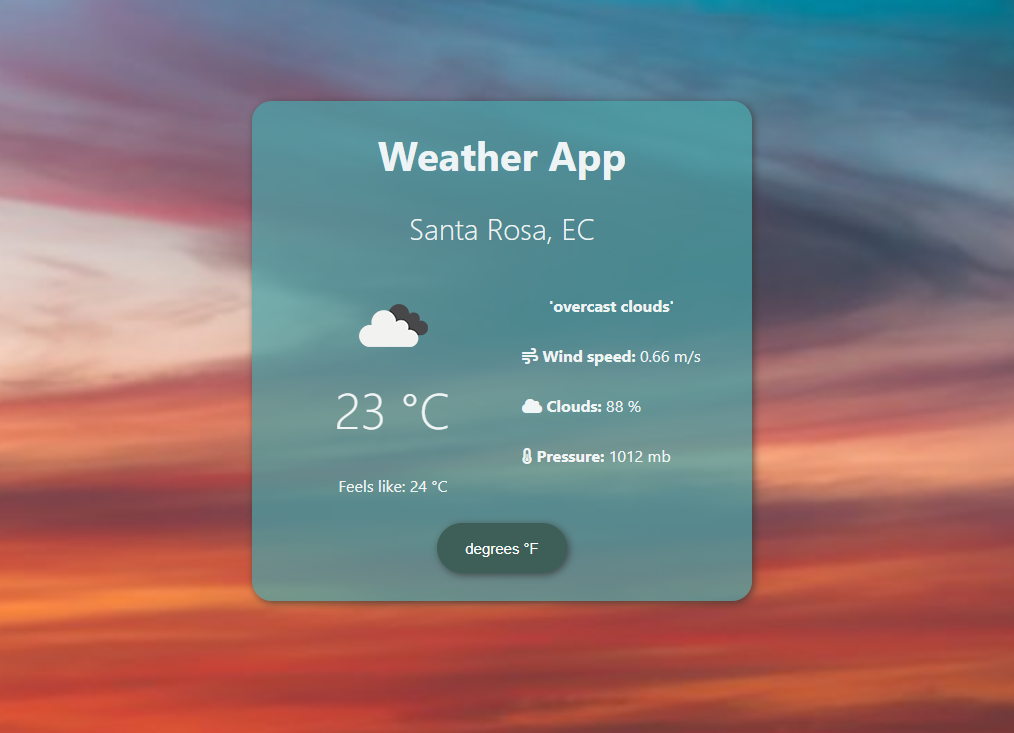 Weather App
Santa Rosa, EC
23 °C
Feels like: 24 °C
"overcast clouds"
Wind speed: 0.66 m/s
Clouds: 88 %
Pressure: 1012 mb
degrees °F